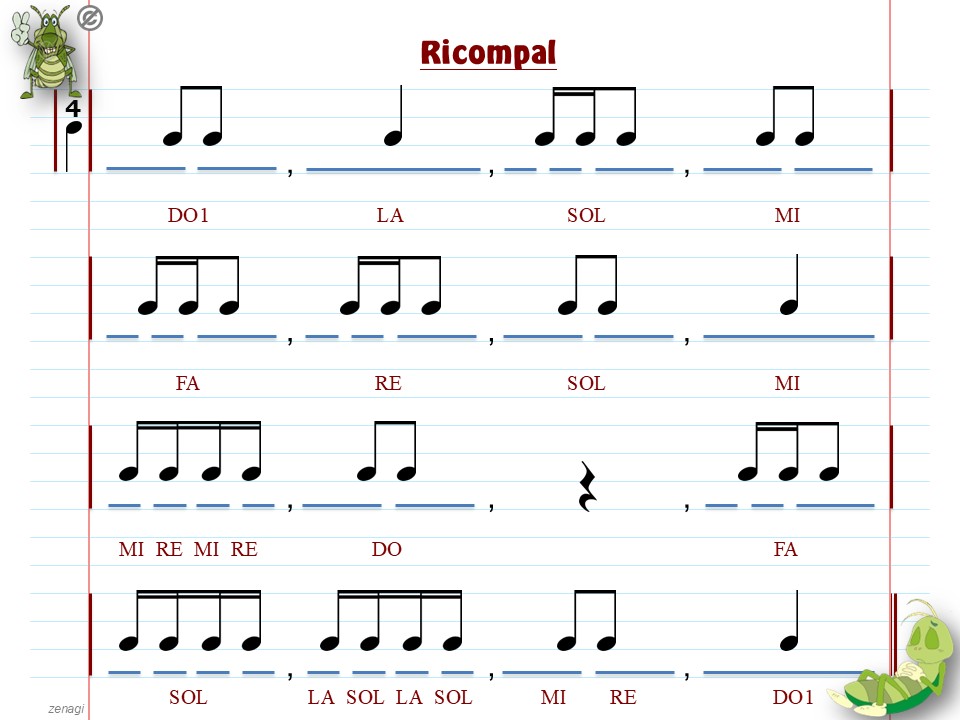 Ricompal
4
, , ,
DO1 LA SOL MI
, , ,
FA RE SOL MI
, , ,
MI RE MI RE DO FA
, , ,
SOL LA SOL LA SOL MI RE DO1
zenagi